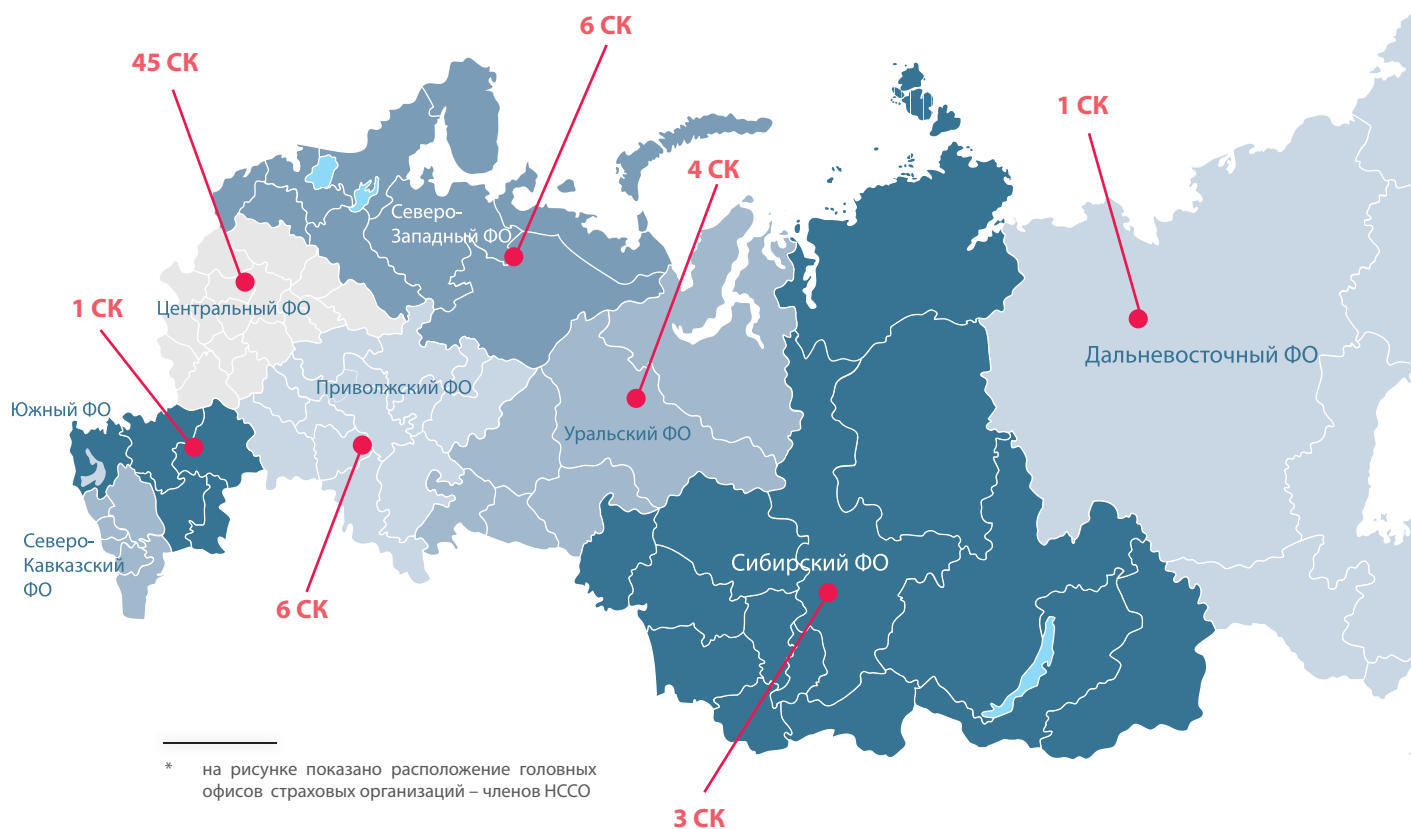 6 СК
45 СК
1 СК
4 СК
Северо-
Западный ФО
1 СК
Центральный ФО
Дальневосточный ФО
Приволжский ФО
Южный ФО
Уральский ФО
Северо-
Кавказский
ФО
Сибирский ФО
6 СК
* на рисунке показано расположение головных
офисов страховых организаций – членов НССО
3 СК